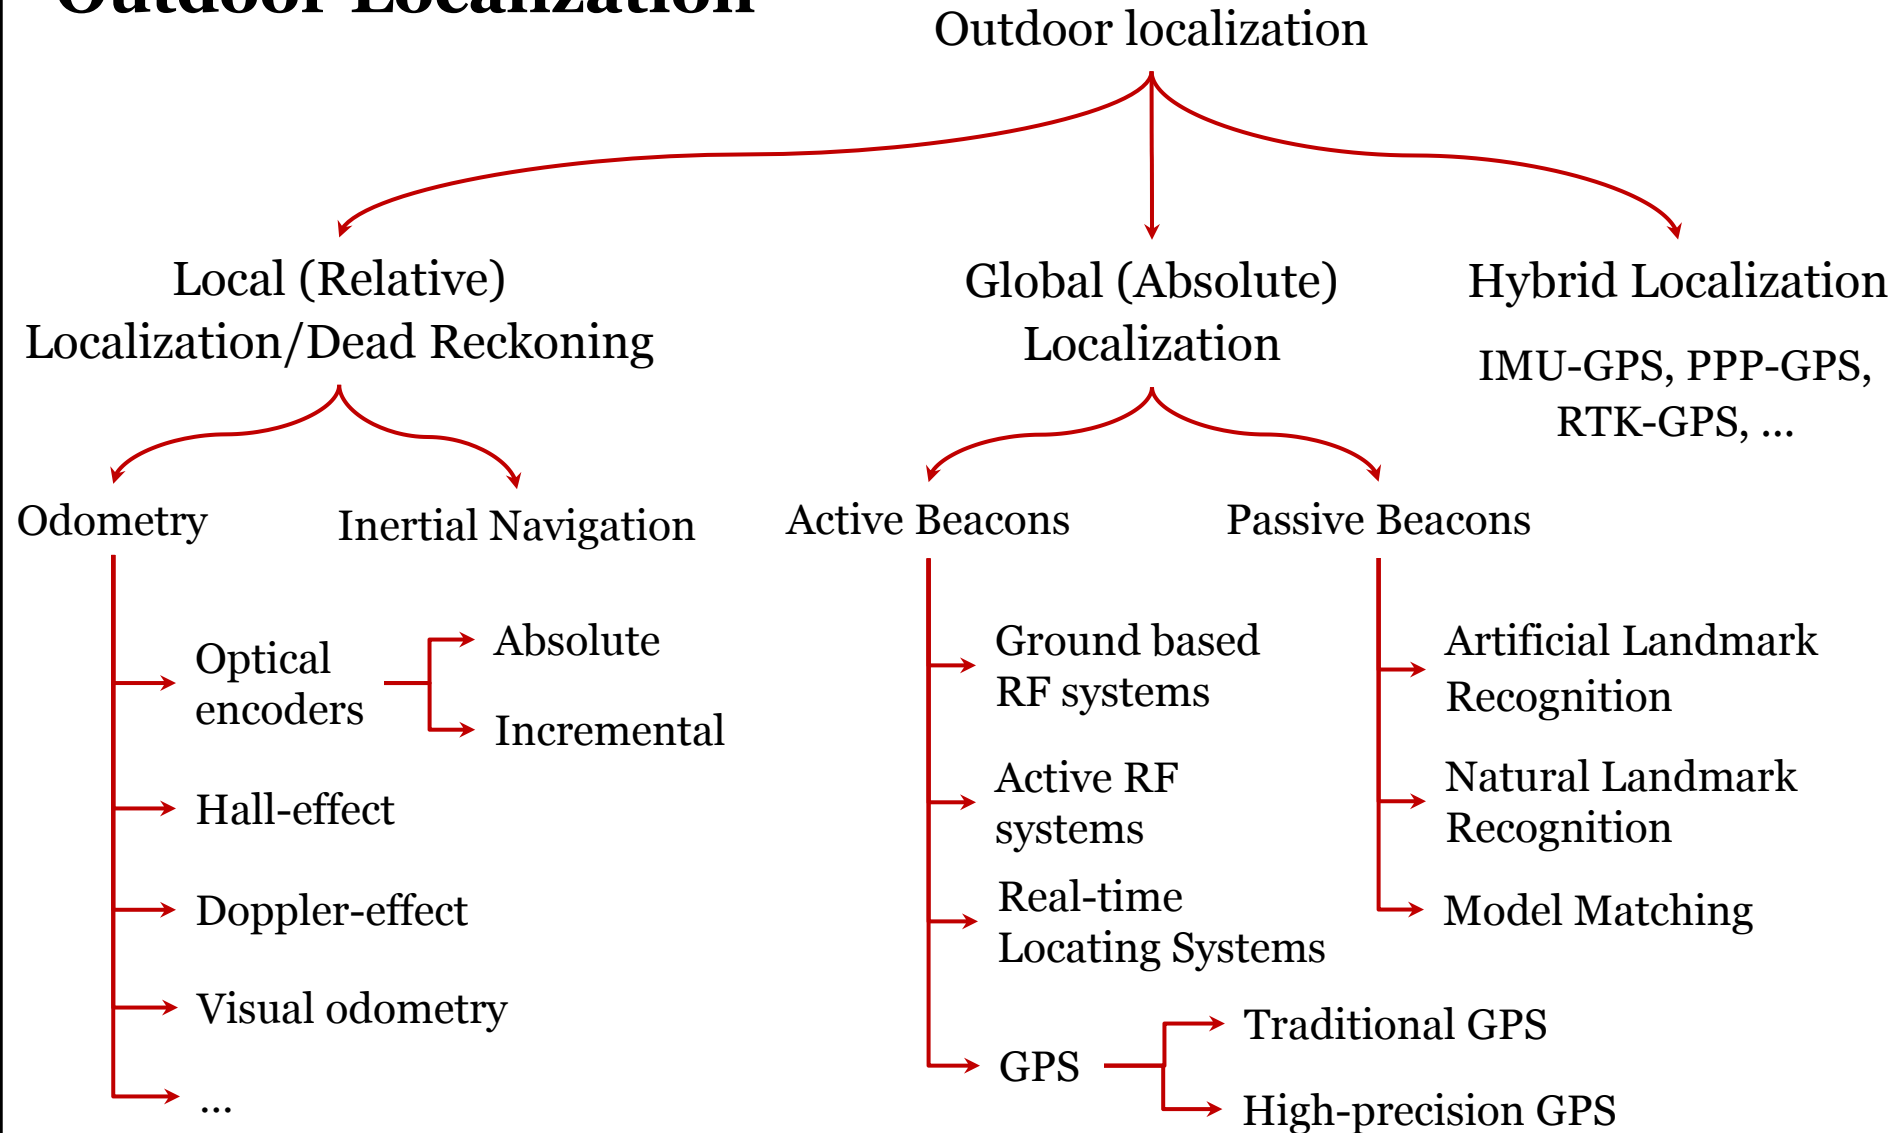 Outdoor Localization
Outdoor localization
Local (Relative)
Localization/Dead Reckoning
Global (Absolute)
Localization
Hybrid Localization
IMU-GPS, PPP-GPS,
RTK-GPS, ...
Odometry
Inertial Navigation
Active Beacons
Passive Beacons
Optical
encoders
Absolute
Incremental
Hall-effect
Doppler-effect
Visual odometry
...
Ground based
RF systems
Active RF
systems
Real-time
Locating Systems
GPS
Traditional GPS
High-precision GPS
Artificial Landmark
Recognition
Natural Landmark
Recognition
Model Matching